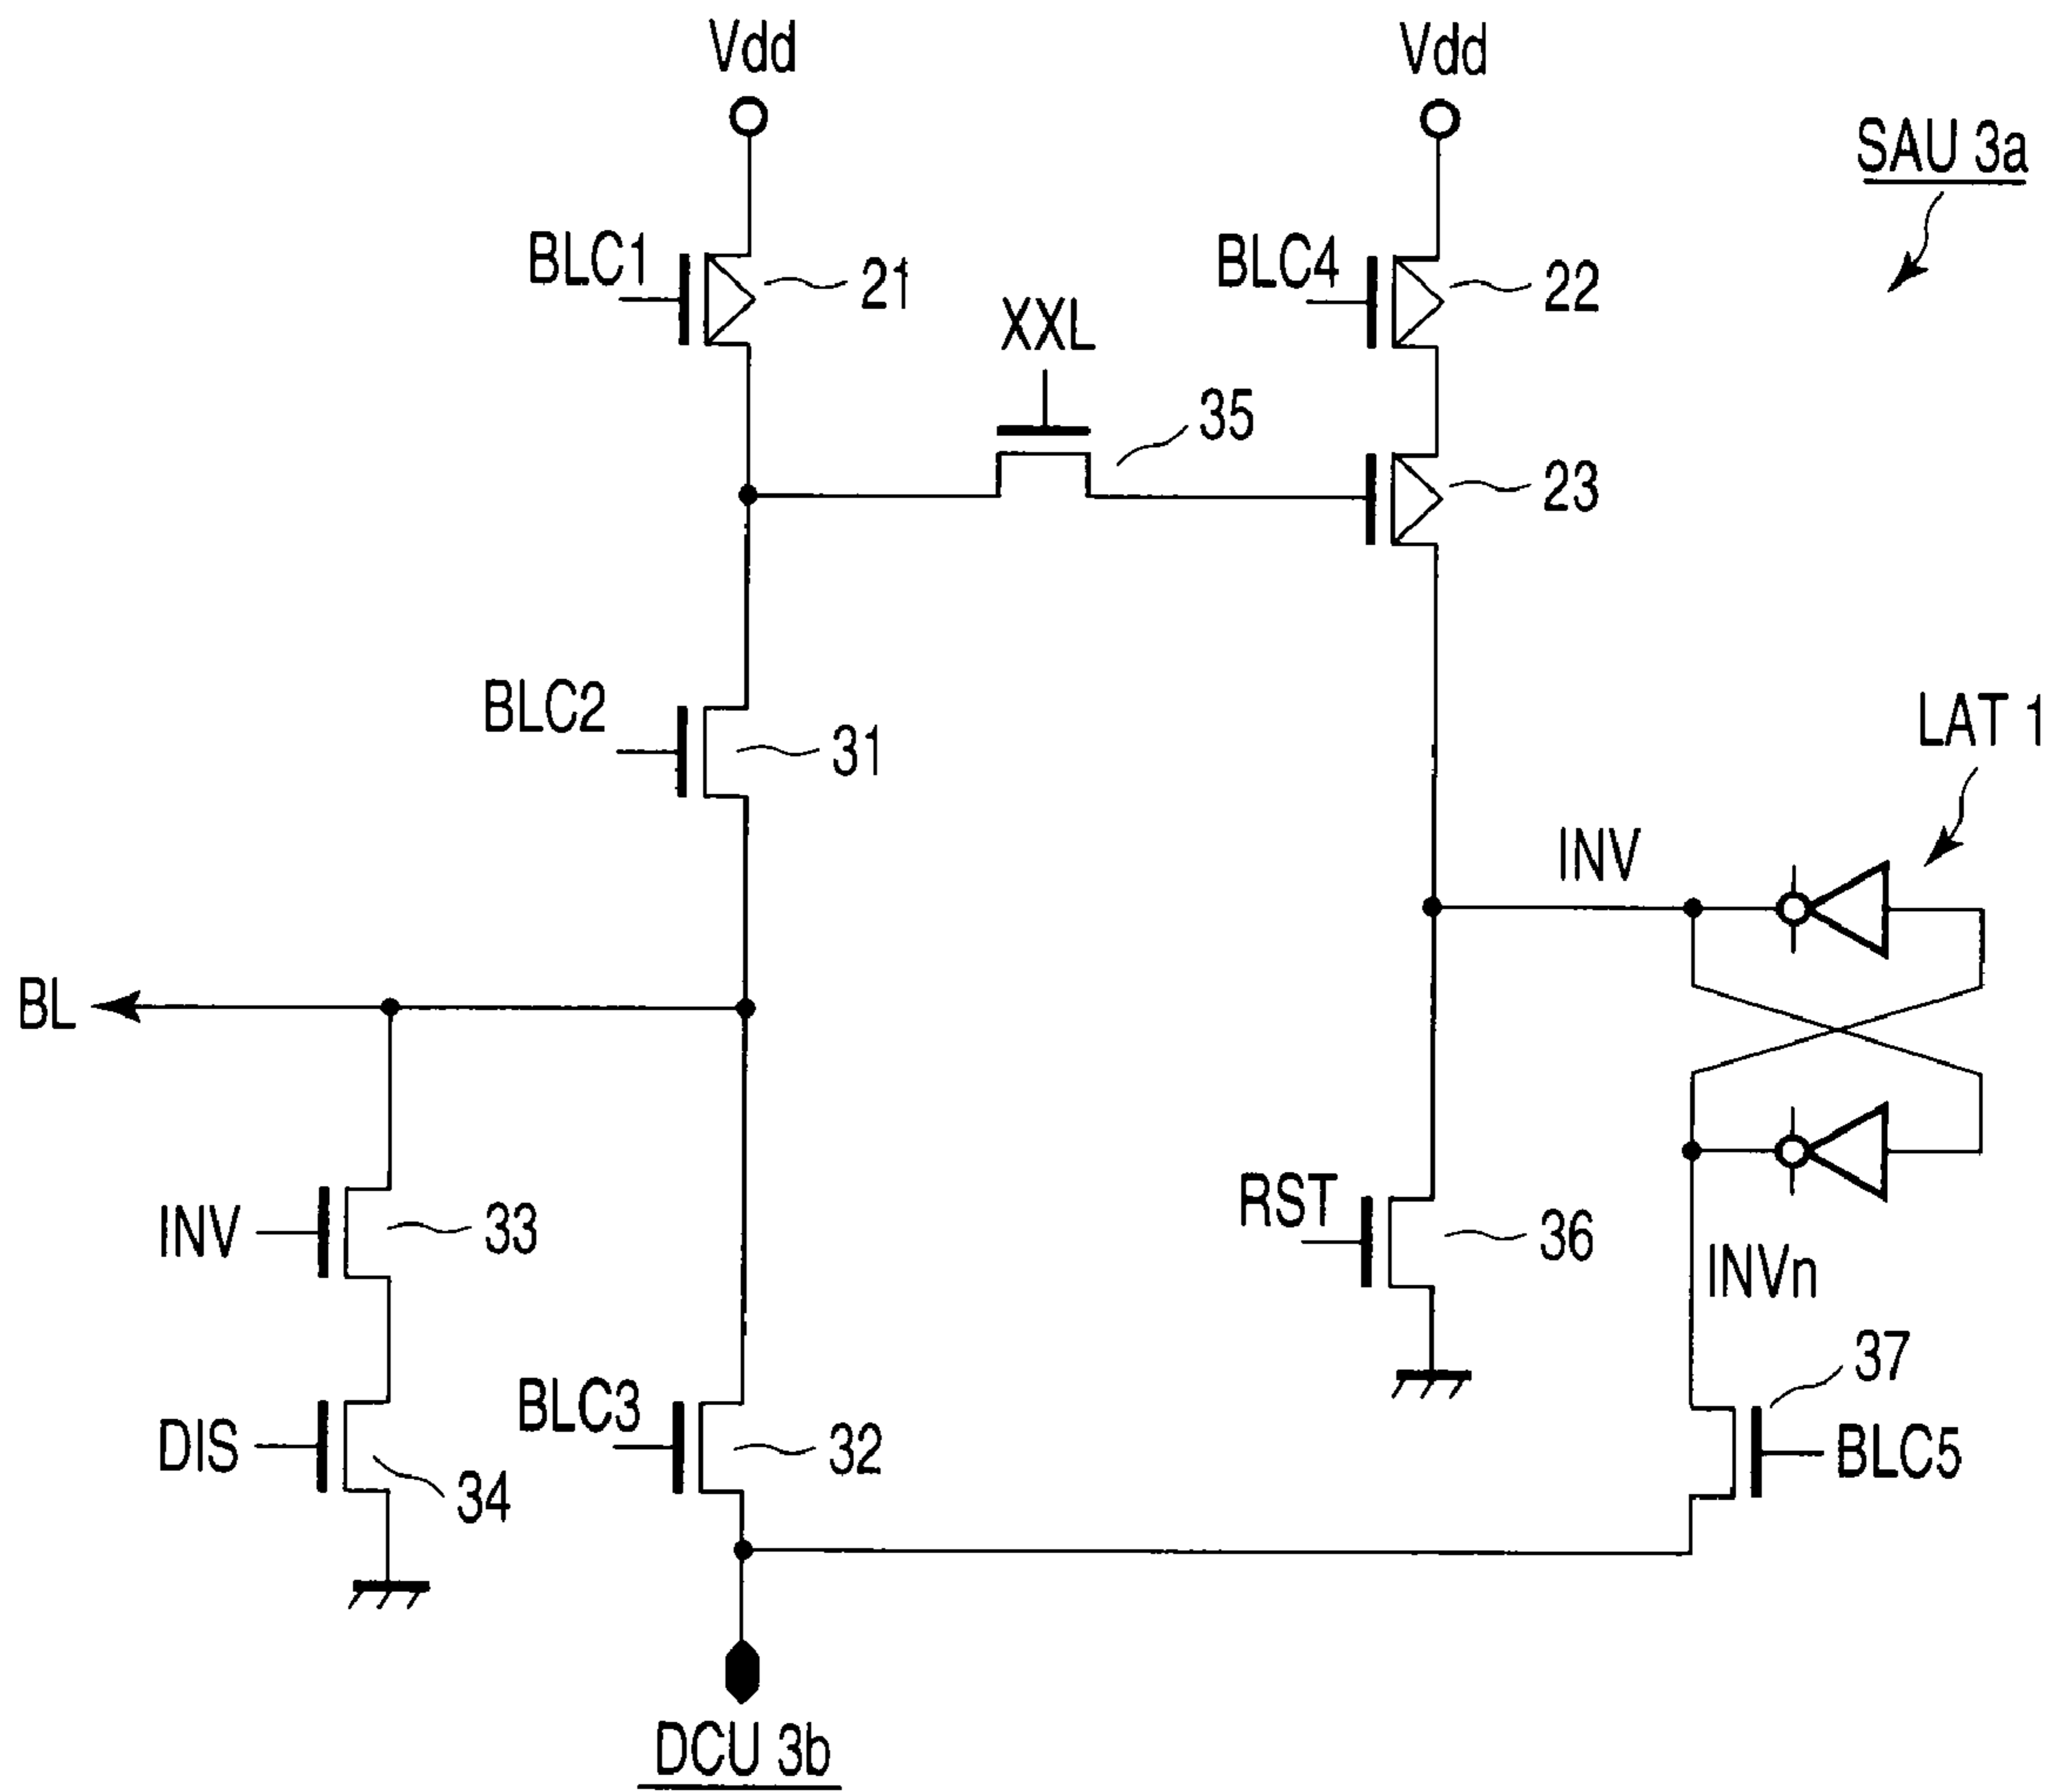 Vdd
Vdd
SAU 3a
BLC1
21
BLC4
22
XXL
35
23
BLC2
31
LAT 1
INV
BL
INV
33
RST
36
INVn
37
DIS
34
BLC3
32
BLC5
DCU 3b